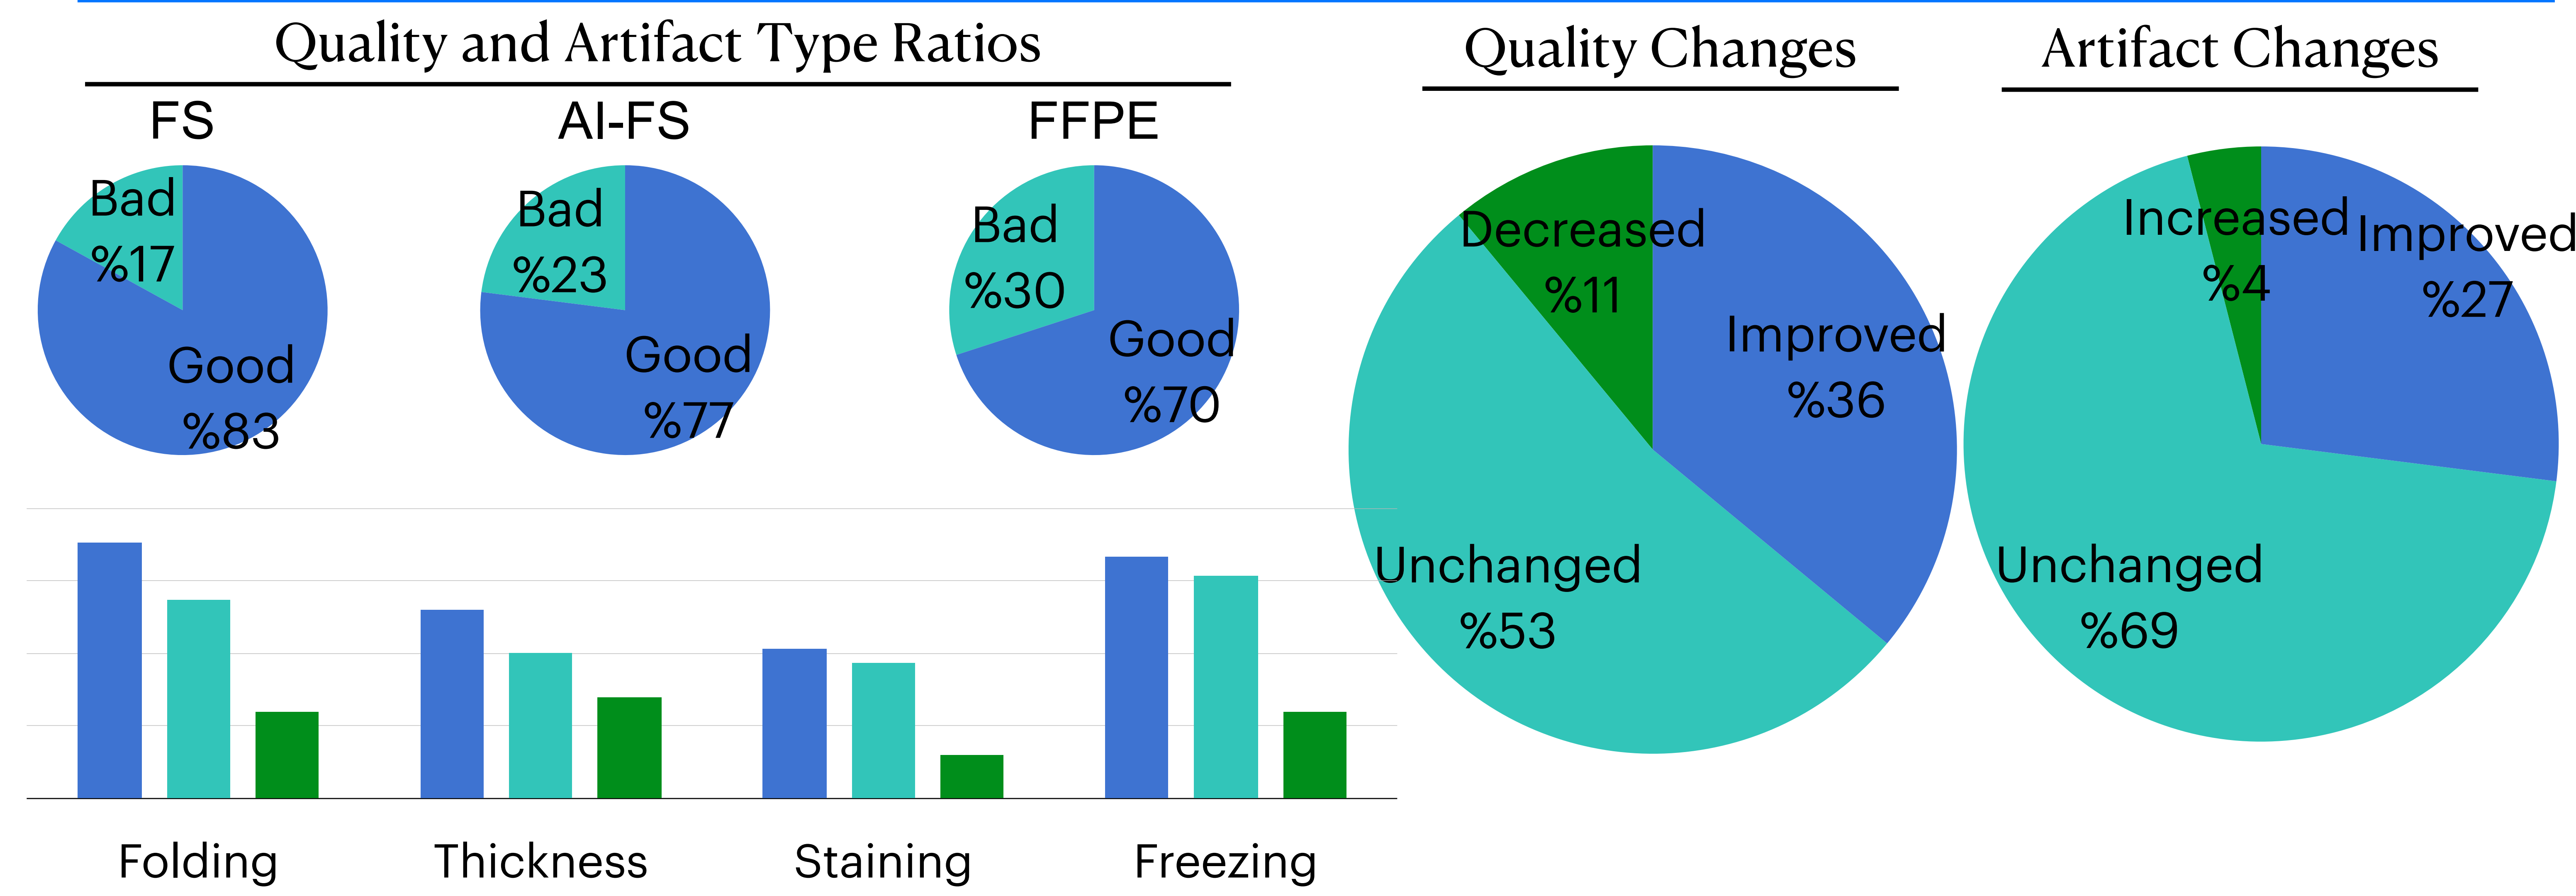 Quality and Artifact Type Ratios
FS
AI-FS
FFPE
Bad
%17
Good
%83
Bad
%23
Good
%77
Bad
%30
Good
%70
Folding
Thickness
Staining
Freezing
Quality Changes
Decreased
%11
Improved
%36
Unchanged
%53
Artifact Changes
Increased
%4
Improved
%27
Unchanged
%69